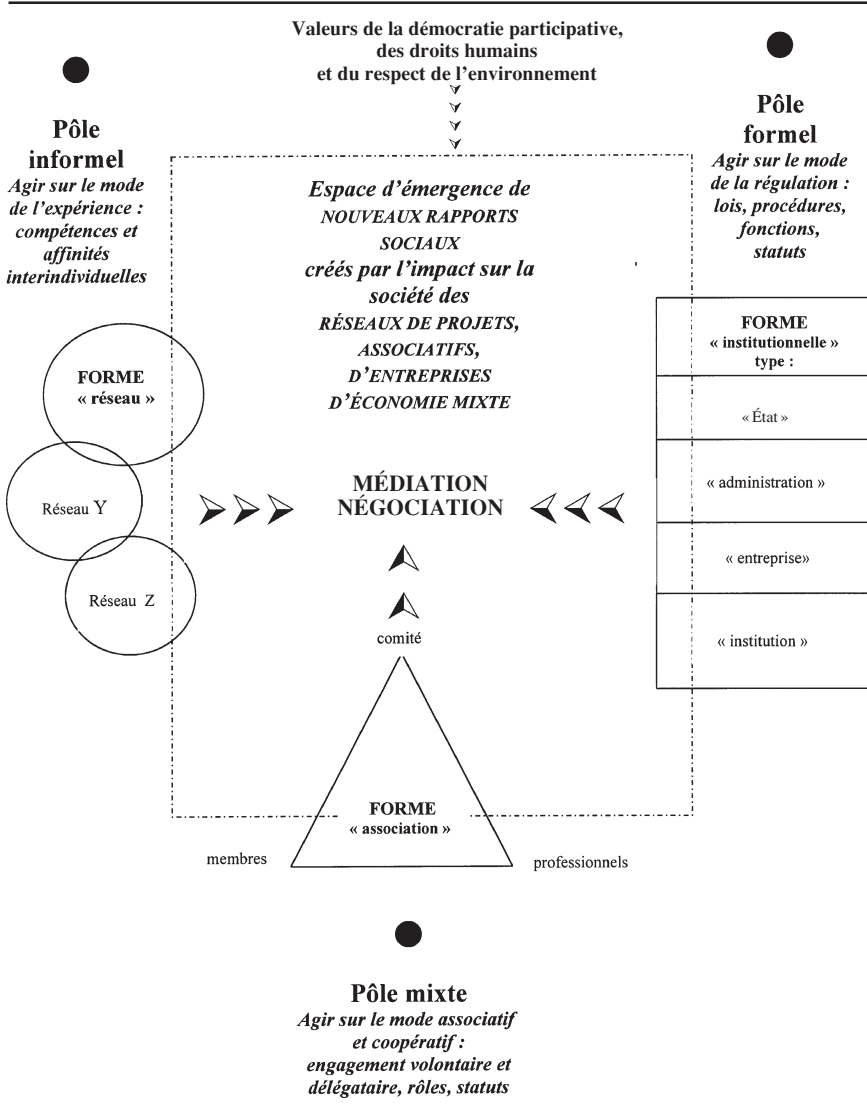 Valeurs de la démocratie participative,
des droits humains
et du respect de l'environnement
Pôle
informel
Agir sur le mode
de l'expérience :
compétences et
affinités
interindividuelles
Pôle
formel
Agir sur le mode
de la régulation :
lois, procédures,
fonctions,
statuts
Espace d'émergence de
NOUVEAUX RAPPORTS
SOCIAUX
créés par l'impact sur la
société des
RÉSEAUX DE PROJETS,
ASSOCIATIFS,
D'ENTREPRISES
D'ÉCONOMIE MIXTE
FORME
« réseau »
Réseau Y
Réseau Z
MÉDIATION
NÉGOCIATION
FORME
« institutionnelle »
type :
« État »
« administration »
« entreprise»
« institution »
comité
FORME
« association »
membres
professionnels
Pôle mixte
Agir sur le mode associatif
et coopératif :
engagement volontaire et
délégataire, rôles, statuts